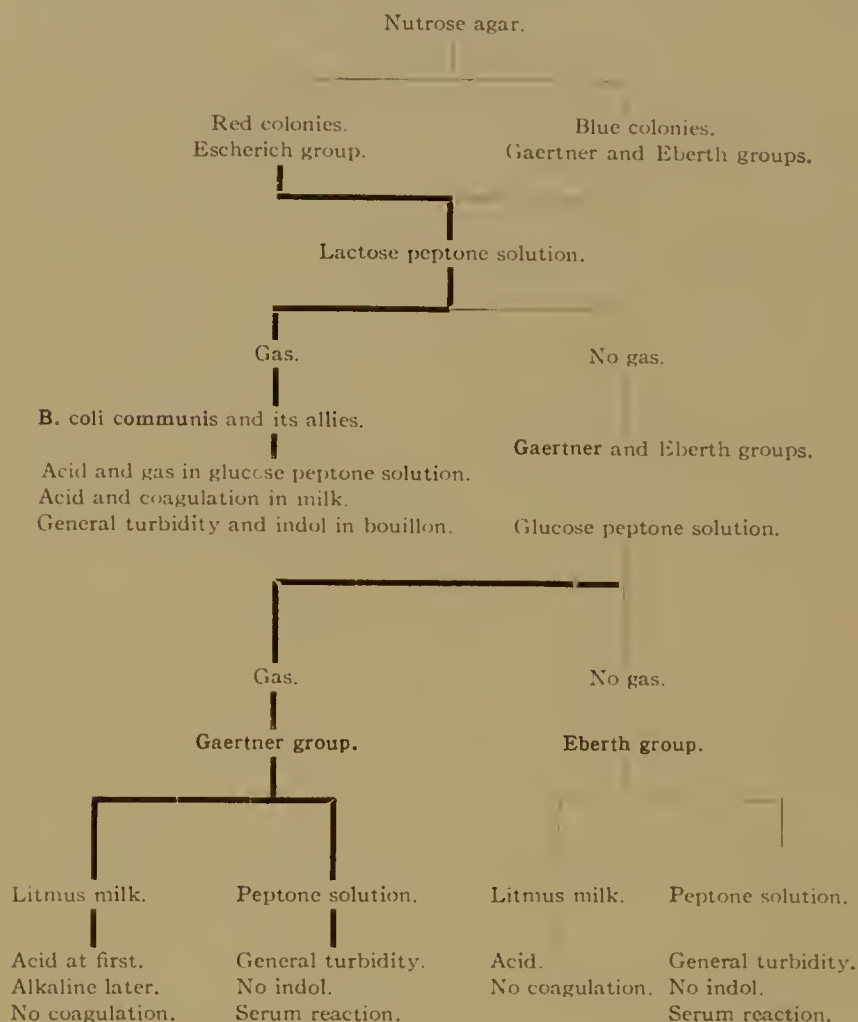 Nutrose agar.
Red colonies.
Escherich group.
Blue colonies.
Gaertner and Eberth groups.
Lactose peptone solution.
Gas.
No gas.
B. coli communis and its allies.
Acid and gas in glucose peptone solution.
Acid and coagulation in milk.
General turbidity and indol in bouillon.
Gaertner and Eberth groups.
Glucose peptone solution.
Gas.
No gas.
Gaertner group.
Eberth group.
Litmus milk.
Peptone solution.
Litmus milk.
Peptone solution.
Acid at first.
Alkaline later.
No coagulation.
General turbidity.
No indol.
Serum reaction.
Acid.
No coagulation.
General turbidity.
No indol.
Serum reaction.